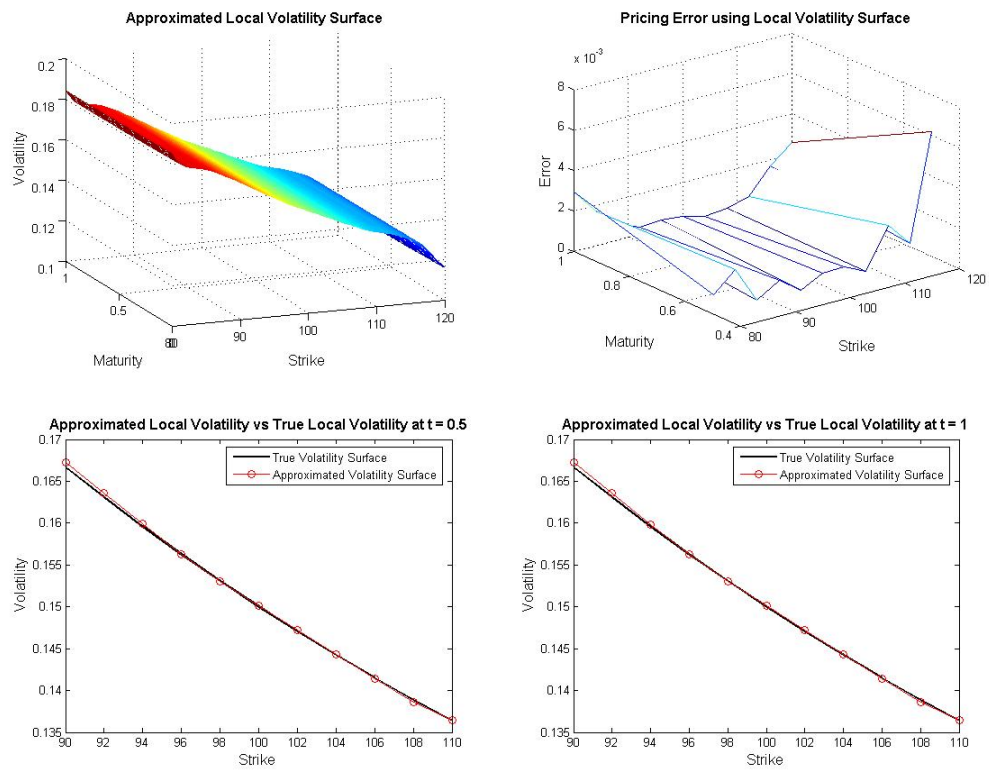 Approximated Local Volatility Surface
0.2
0.18
0.16
0.14
0.12
0.1
Volatility
1
0.5
Maturity
90
100
110
120
Strike
Pricing Error using Local Volatility Surface
x 10-3
8
6
4
2
0
Error
1
0.8
0.6
0.4
Maturity
80
90
100
110
120
Strike
Approximated Local Volatility vs True Local Volatility at t = 0.5
0.17
0.165
0.16
0.155
0.15
0.145
0.14
0.135
Volatility
True Volatility Surface
Approximated Volatility Surface
90 92 94 96 98 100 102 104 106 108 110
Strike
Approximated Local Volatility vs True Local Volatility at t = 1
0.17
0.165
0.16
0.155
0.15
0.145
0.14
0.135
Volatility
True Volatility Surface
Approximated Volatility Surface
90 92 94 96 98 100 102 104 106 108 110
Strike